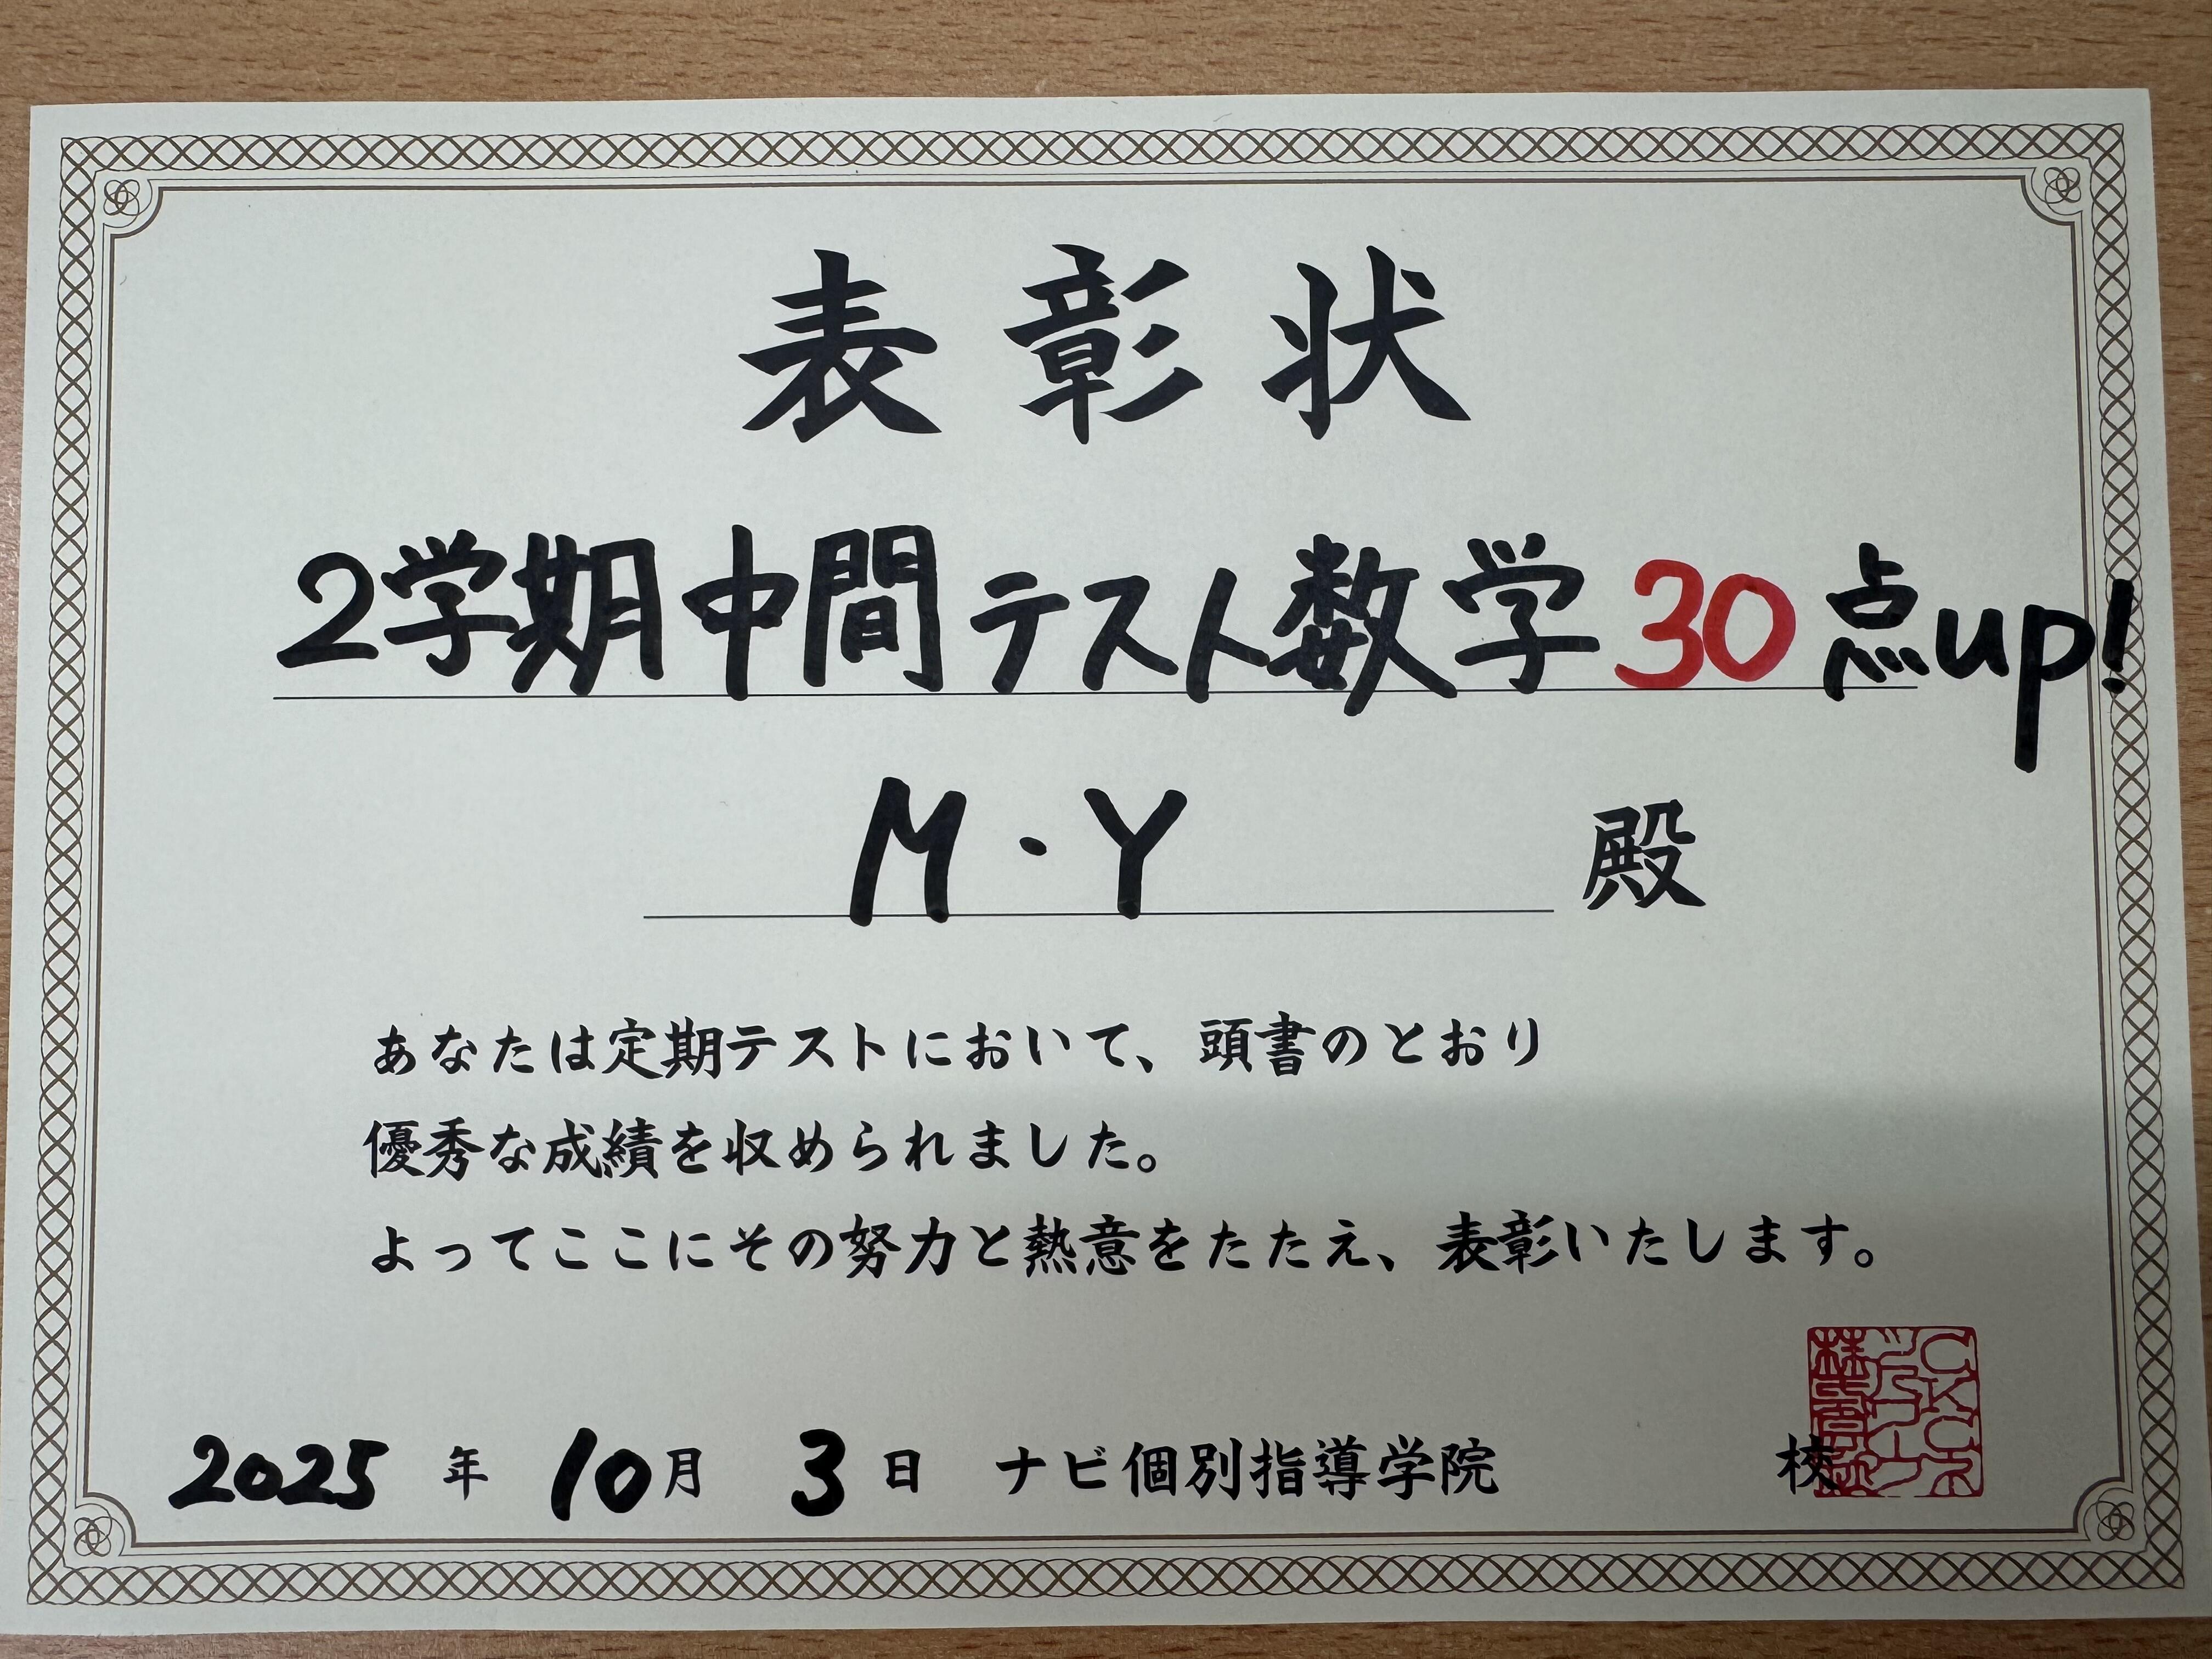 表彰状
2学期中間テスト数学30点up!
M・Y 殿
あなたは定期テストにおいて、頭書のとおり
優秀な成績を収められました。
よってここにその努力と熱意をたたえ、表彰いたします。
2025 年 10月 3 日 ナビ個別指導学院 校